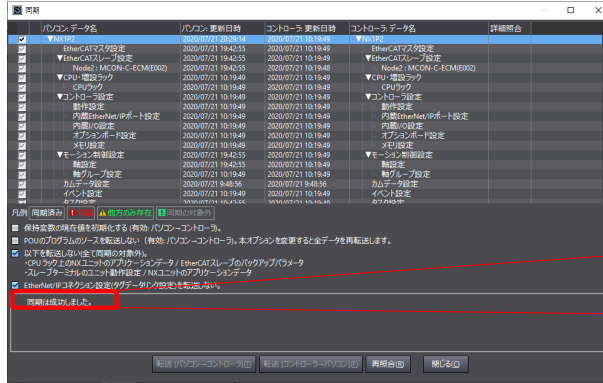 同期
パソコン:データ名 パソコン:更新日時 コントローラ:更新日時 コントローラ:データ名 詳細照合
▼NX1P2 2020/07/21 20:29:14 2020/07/21 10:19:49 ▼NX1P2
EtherCATマスタ設定 2020/07/21 19:42:55 2020/07/21 10:19:49 EtherCATマスタ設定
▼EtherCATスレーブ設定 2020/07/21 19:42:55 2020/07/21 10:19:49 ▼EtherCATスレーブ設定
Node2 : MCON-C-ECM(E002) 2020/07/21 19:42:55 2020/07/21 10:19:49 Node2 : MCON-C-ECM(E002)
▼CPU・増設ラック 2020/07/21 10:19:49 2020/07/21 10:19:49 ▼CPU・増設ラック
CPUラック 2020/07/21 10:19:49 2020/07/21 10:19:49 CPUラック
▼コントローラ設定 2020/07/21 10:19:49 2020/07/21 10:19:49 ▼コントローラ設定
動作設定 2020/07/21 10:19:49 2020/07/21 10:19:49 動作設定
内蔵EtherNet/IPポート設定 2020/07/21 10:19:49 2020/07/21 10:19:49 内蔵EtherNet/IPポート設定
内蔵I/O設定 2020/07/21 10:19:49 2020/07/21 10:19:49 内蔵I/O設定
オプションボード設定 2020/07/21 10:19:49 2020/07/21 10:19:49 オプションボード設定
メモリ設定 2020/07/21 10:19:49 2020/07/21 10:19:49 メモリ設定
▼モーション制御設定 2020/07/21 19:42:55 2020/07/21 10:19:49 ▼モーション制御設定
軸設定 2020/07/21 19:42:55 2020/07/21 10:19:49 軸設定
軸グループ設定 2020/07/21 10:19:49 2020/07/21 10:19:49 軸グループ設定
カムデータ設定 2020/07/21 9:48:56 2020/07/21 9:48:56 カムデータ設定
イベント設定 2020/07/21 10:19:49 2020/07/21 10:19:49 イベント設定
タスク設定
凡例 同期済み 他方のみ存在 同期の対象外
保持変数の現在値を初期化する (有効: パソコン→コントローラ)。
POUのプログラムのソースを転送しない (有効: パソコン→コントローラ)。本オプションを変更すると全データを再転送します。
以下を転送しない(全て同期の対象外)。
・CPU ラック上のNXユニットのアプリケーションデータ / EtherCATスレーブのバックアップパラメータ
・スレーブターミナルのユニット動作設定 / NXユニットのアプリケーションデータ
EtherNet/IPコネクション設定(タグデータリンク設定)を転送しない。
同期は成功しました。
転送 [パソコン→コントローラ](T) 転送 [コントローラ→パソコン](F) 再照合(R) 閉じる(C)